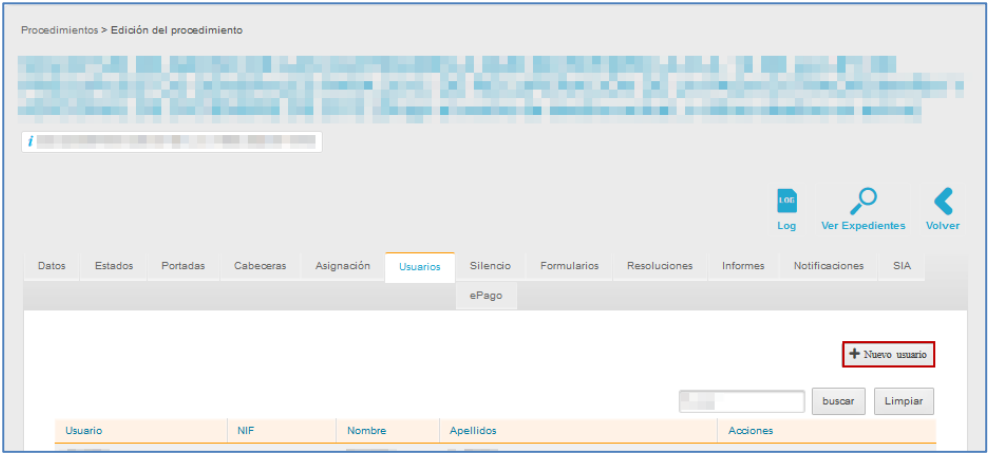 Procedimientos > Edición del procedimiento
i
LOG
Log Ver Expedientes Volver
Datos Estados Portadas Cabeceras Asignación Usuarios Silencio Formularios Resoluciones Informes Notificaciones SIA
ePago
+ Nuevo usuario
buscar Limpiar
Usuario NIF Nombre Apellidos Acciones